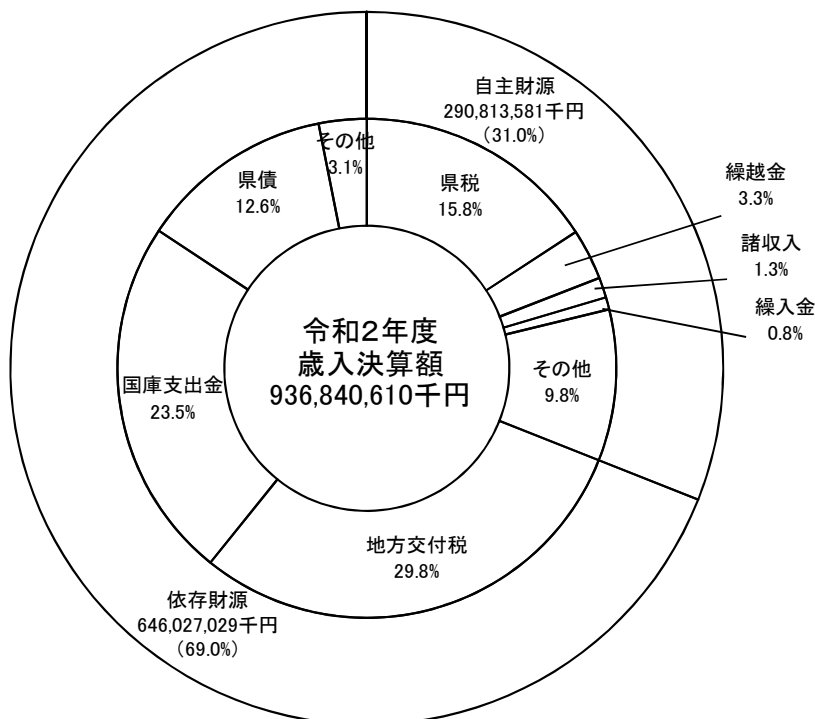 自主財源
290,813,581千円
(31.0%)
その他
3.1%
県債
12.6%
県税
15.8%
繰越金
3.3%
諸収入
1.3%
繰入金
0.8%
令和2年度
歳入決算額
936,840,610千円
国庫支出金
23.5%
その他
9.8%
地方交付税
29.8%
依存財源
646,027,029千円
(69.0%)